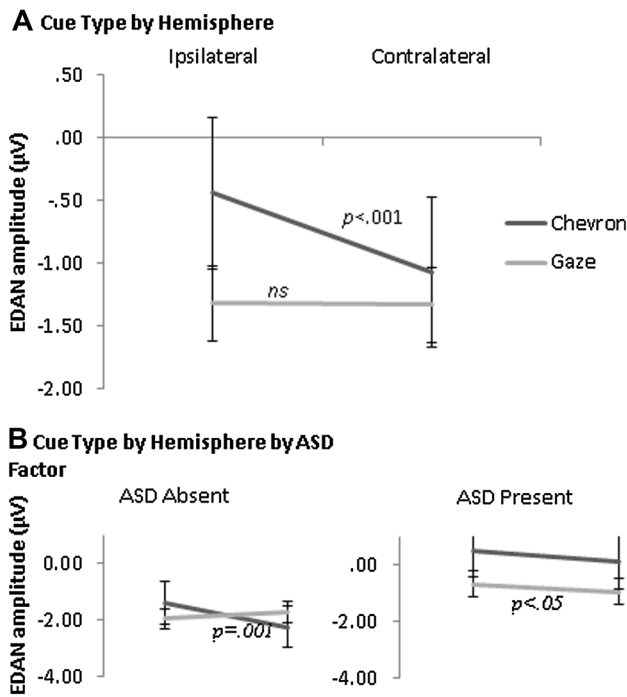 A Cue Type by Hemisphere
Ipsilateral Contralateral
.50
.00
-.50
-1.00
-1.50
-2.00
EDAN amplitude (µV)
p<.001
ns
Chevron
Gaze
B Cue Type by Hemisphere by ASD
Factor
ASD Absent
ASD Present
EDAN amplitude (µV)
0.00
-2.00
-4.00
p=.001
.00
-2.00
-4.00
p<.05